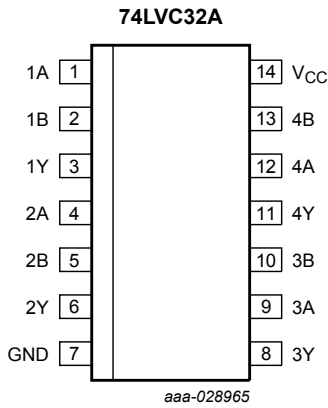 74LVC32A
1A 1 14 VCC
1B 2 13 4B
1Y 3 12 4A
2A 4 11 4Y
2B 5 10 3B
2Y 6 9 3A
GND 7 8 3Y
aaa-028965